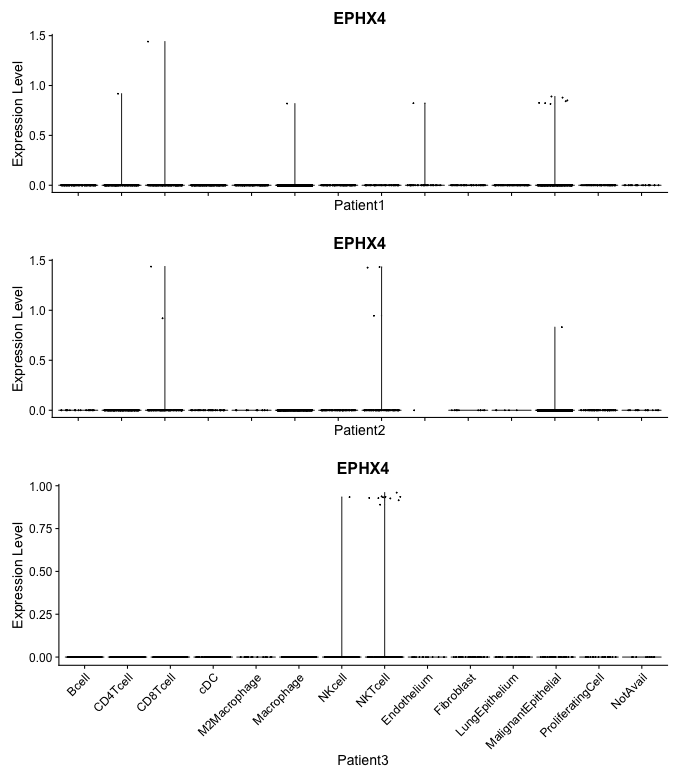 EPHX4
Expression Level
1.5
1.0
0.5
0.0
Patient1
EPHX4
Expression Level
1.5
1.0
0.5
0.0
Patient2
EPHX4
Expression Level
1.00
0.75
0.50
0.25
0.00
Bcell
CD4Tcell
CD8Tcell
cDC
M2Macrophage
Macrophage
NKcell
NKTcell
Endothelium
Fibroblast
LungEpithelium
MalignantEpithelial
ProliferatingCell
NotAvail
Patient3